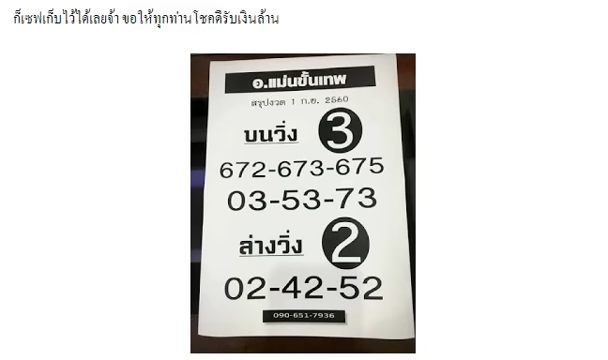 ก็เซฟเก็บไว้ได้เลยจ้า ขอให้ทุกท่าน โชคดีรับเงินล้าน
อ.แม่นขั้นเทพ
สรุปงวด 1 ก.ย. 2560
บนวิ่ง 3
672-673-675
03-53-73
ล่างวิ่ง 2
02-42-52
090-651-7936